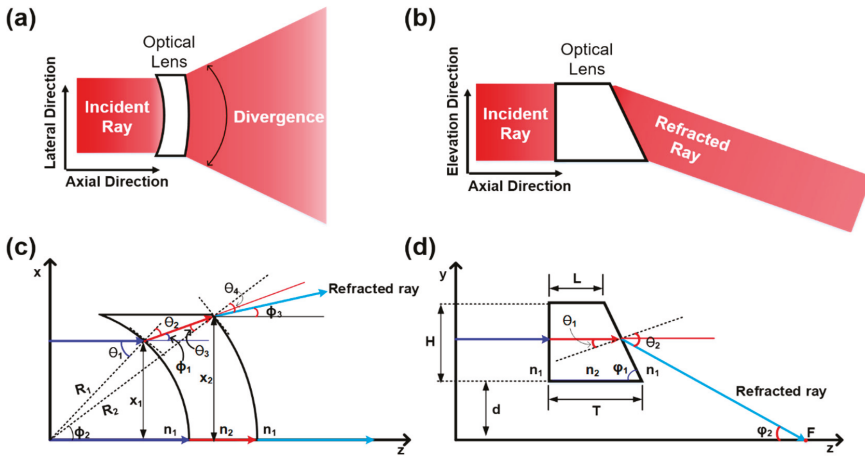 (a)
Optical
Lens
Lateral Direction
Incident
Ray
Divergence
Axial Direction
(b)
Optical
Lens
Elevation Direction
Incident
Ray
Refracted
Ray
Axial Direction
(c)
x
Refracted ray
θ4
ϕ3
θ2
θ1
θ3
ϕ1
R1
R2
x1
x2
ϕ2
n1
n2
n1
z
(d)
y
L
H
θ1
θ2
n1
n2
φ1
n1
T
d
Refracted ray
φ2
F
z